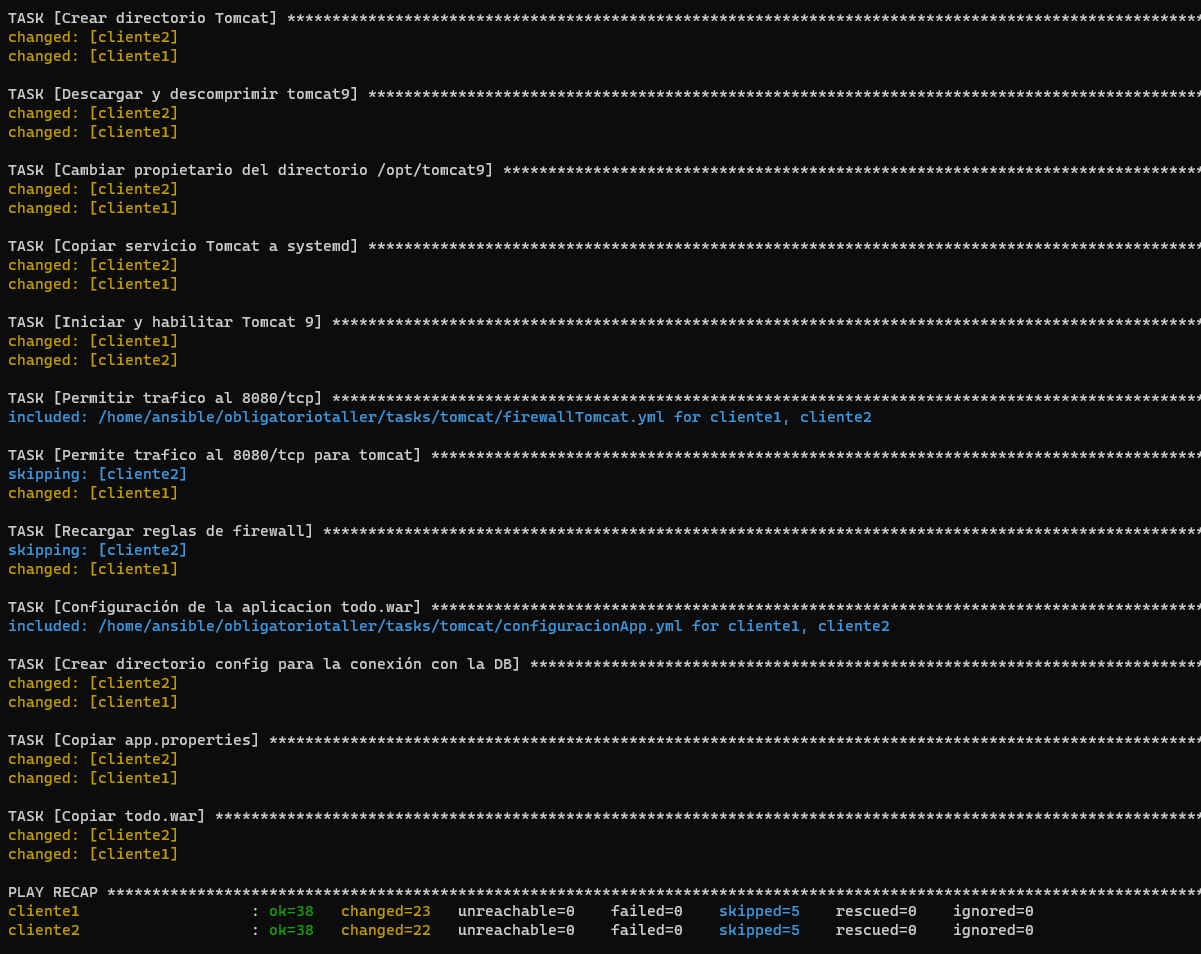 TASK [Crear directorio Tomcat] *****************************************************************************************************
changed: [cliente2]
changed: [cliente1]
TASK [Descargar y descomprimir tomcat9] ********************************************************************************************
changed: [cliente2]
changed: [cliente1]
TASK [Cambiar propietario del directorio /opt/tomcat9] *****************************************************************************
changed: [cliente2]
changed: [cliente1]
TASK [Copiar servicio Tomcat a systemd] ********************************************************************************************
changed: [cliente2]
changed: [cliente1]
TASK [Iniciar y habilitar Tomcat 9] ************************************************************************************************
changed: [cliente1]
changed: [cliente2]
TASK [Permitir trafico al 8080/tcp] ************************************************************************************************
included: /home/ansible/obligatoriotaller/tasks/tomcat/firewallTomcat.yml for cliente1, cliente2
TASK [Permite trafico al 8080/tcp para tomcat] *************************************************************************************
skipping: [cliente2]
changed: [cliente1]
TASK [Recargar reglas de firewall] *************************************************************************************************
skipping: [cliente2]
changed: [cliente1]
TASK [Configuración de la aplicacion todo.war] *************************************************************************************
included: /home/ansible/obligatoriotaller/tasks/tomcat/configuracionApp.yml for cliente1, cliente2
TASK [Crear directorio config para la conexión con la DB] **************************************************************************
changed: [cliente2]
changed: [cliente1]
TASK [Copiar app.properties] *******************************************************************************************************
changed: [cliente2]
changed: [cliente1]
TASK [Copiar todo.war] *************************************************************************************************************
changed: [cliente2]
changed: [cliente1]
PLAY RECAP *************************************************************************************************************************
cliente1                   : ok=38   changed=23   unreachable=0    failed=0    skipped=5    rescued=0    ignored=0
cliente2                   : ok=38   changed=22   unreachable=0    failed=0    skipped=5    rescued=0    ignored=0